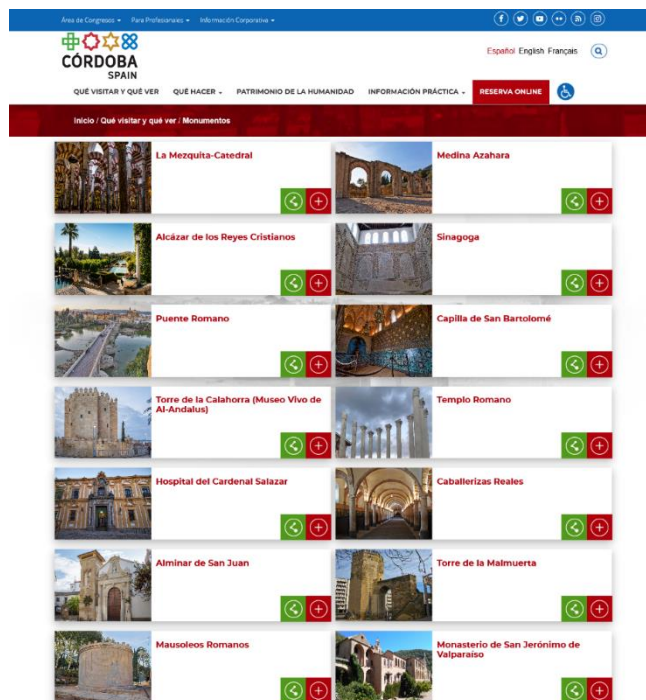 Área de Congresos Para Profesionales Información Corporativa
CÓRDOBA
SPAIN
Español English Français
QUÉ VISITAR Y QUÉ VER QUÉ HACER PATRIMONIO DE LA HUMANIDAD INFORMACIÓN PRÁCTICA RESERVA ONLINE
Inicio / Qué visitar y qué ver / Monumentos
La Mezquita-Catedral
Medina Azahara
Alcázar de los Reyes Cristianos
Sinagoga
Puente Romano
Capilla de San Bartolomé
Torre de la Calahorra (Museo Vivo de
Al-Andalus)
Templo Romano
Hospital del Cardenal Salazar
Caballerizas Reales
Alminar de San Juan
Torre de la Malmuerta
Mausoleos Romanos
Monasterio de San Jerónimo de
Valparaíso